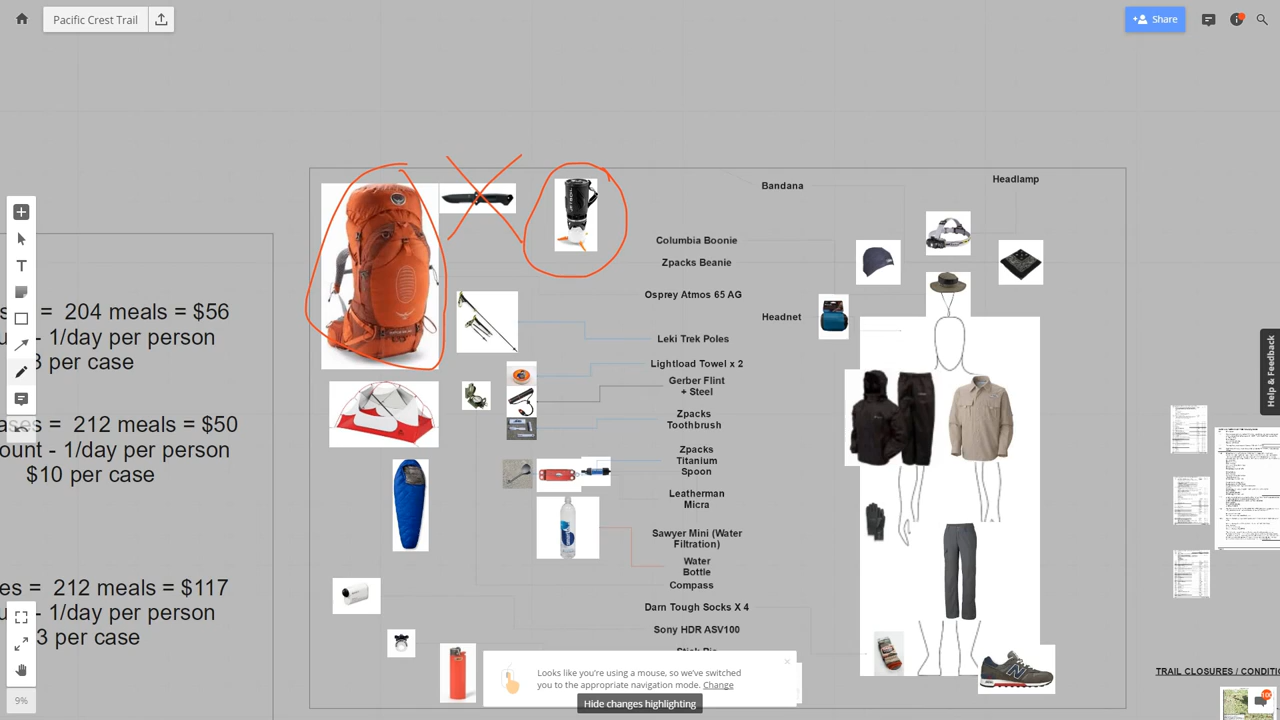 Pacific Crest Trail
Share
= 204 meals = $56
- 1/day per person
per case
= 212 meals = $50
ount - 1/day per person
$10 per case
es = 212 meals = $117
- 1/day per person
3 per case
Bandana
Headlamp
Columbia Boonie
Zpacks Beanie
Osprey Atmos 65 AG
Headnet
Leki Trek Poles
Lightload Towel x 2
Gerber Flint
+ Steel
Zpacks
Toothbrush
Zpacks
Titanium
Spoon
Leatherman
Micra
Sawyer Mini (Water
Filtration)
Water
Bottle
Compass
Darn Tough Socks X 4
Sony HDR ASV100
Looks like you're using a mouse, so we've switched
you to the appropriate navigation mode. Change
Hide changes highlighting
Help & Feedback
TRAIL CLOSURES / CONDITIO
9%